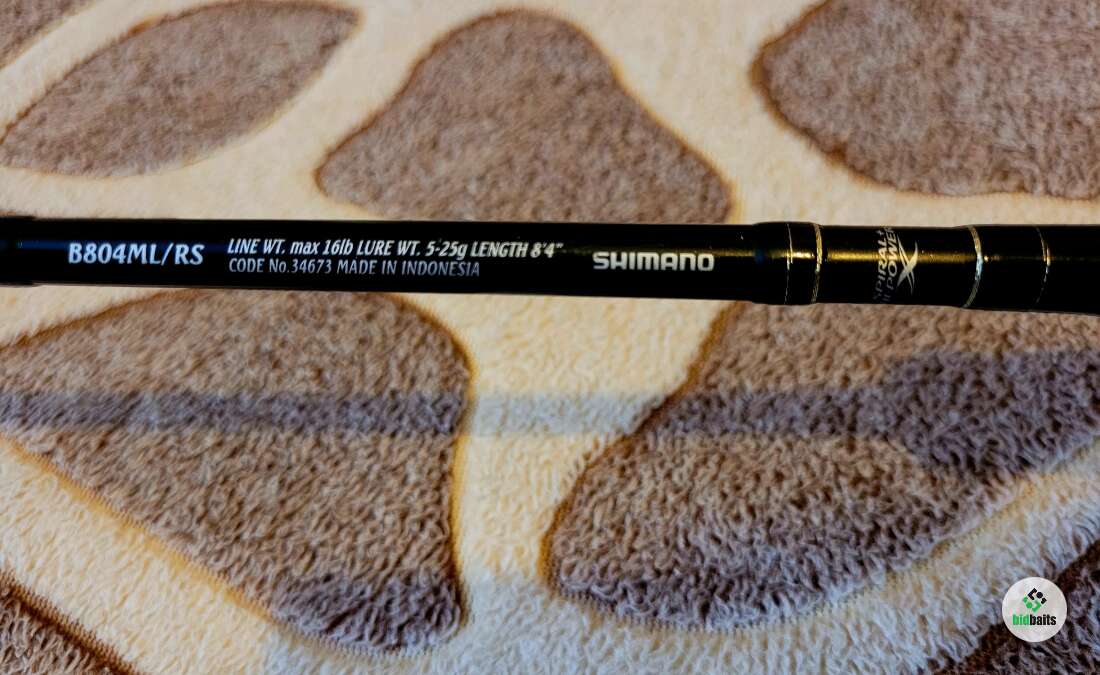 B804ML/RS
LINE WT. max 16lb LURE WT. 5-25g LENGTH 8'4"
CODE No.34673 MADE IN INDONESIA
SHIMANO
SPIRAL
POWER
X
bidbaits